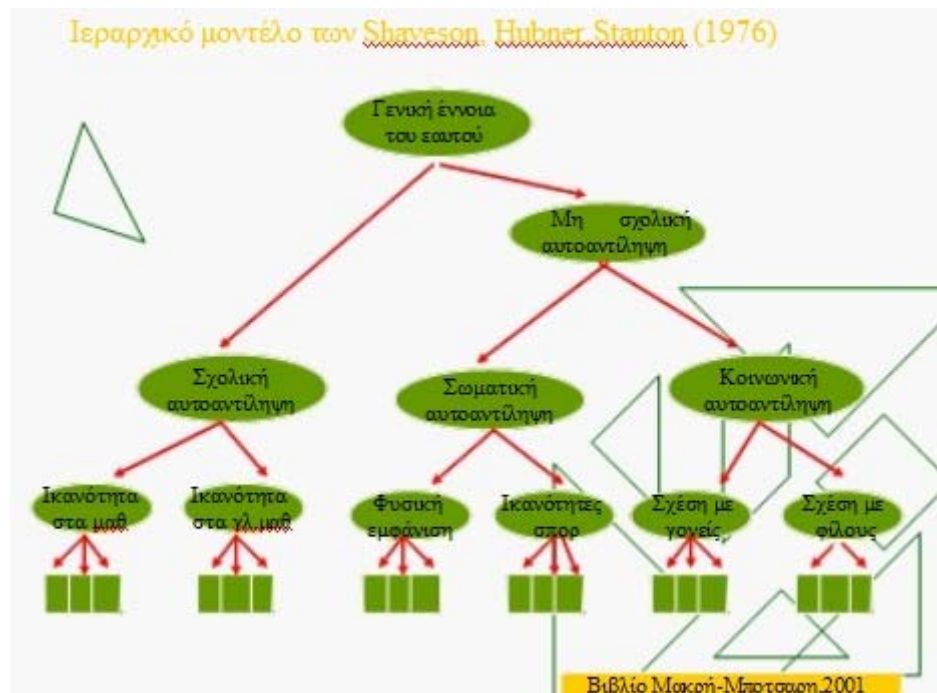 Ιεραρχικό μοντέλο των Shaveson, Hubner Stanton (1976)
Γενική έννοια
του εαυτού
Μη σχολική
αυτοαντίληψη
Σχολική
αυτοαντίληψη
Σωματική
αυτοαντίληψη
Κοινωνική
αυτοαντίληψη
Ικανότητα
στα μαθ
Ικανότητα
στα γλ.μαθ
Φυσική
εμφάνιση
Ικανότητες
σπορ
Σχέση με
γονείς
Σχέση με
φίλους
Βιβλίο Μακρή-Μποτσαρη 2001